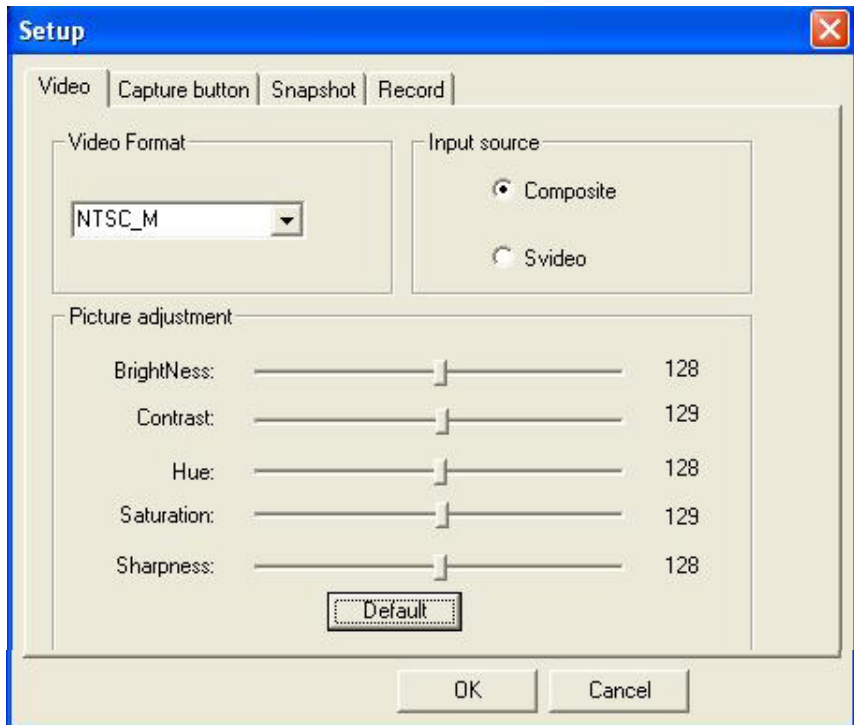 Setup
Video Capture button Snapshot Record
Video Format
NTSC_M
Input source
Composite
Svideo
Picture adjustment
BrightNess: 128
Contrast: 129
Hue: 128
Saturation: 129
Sharpness: 128
Default
OK Cancel